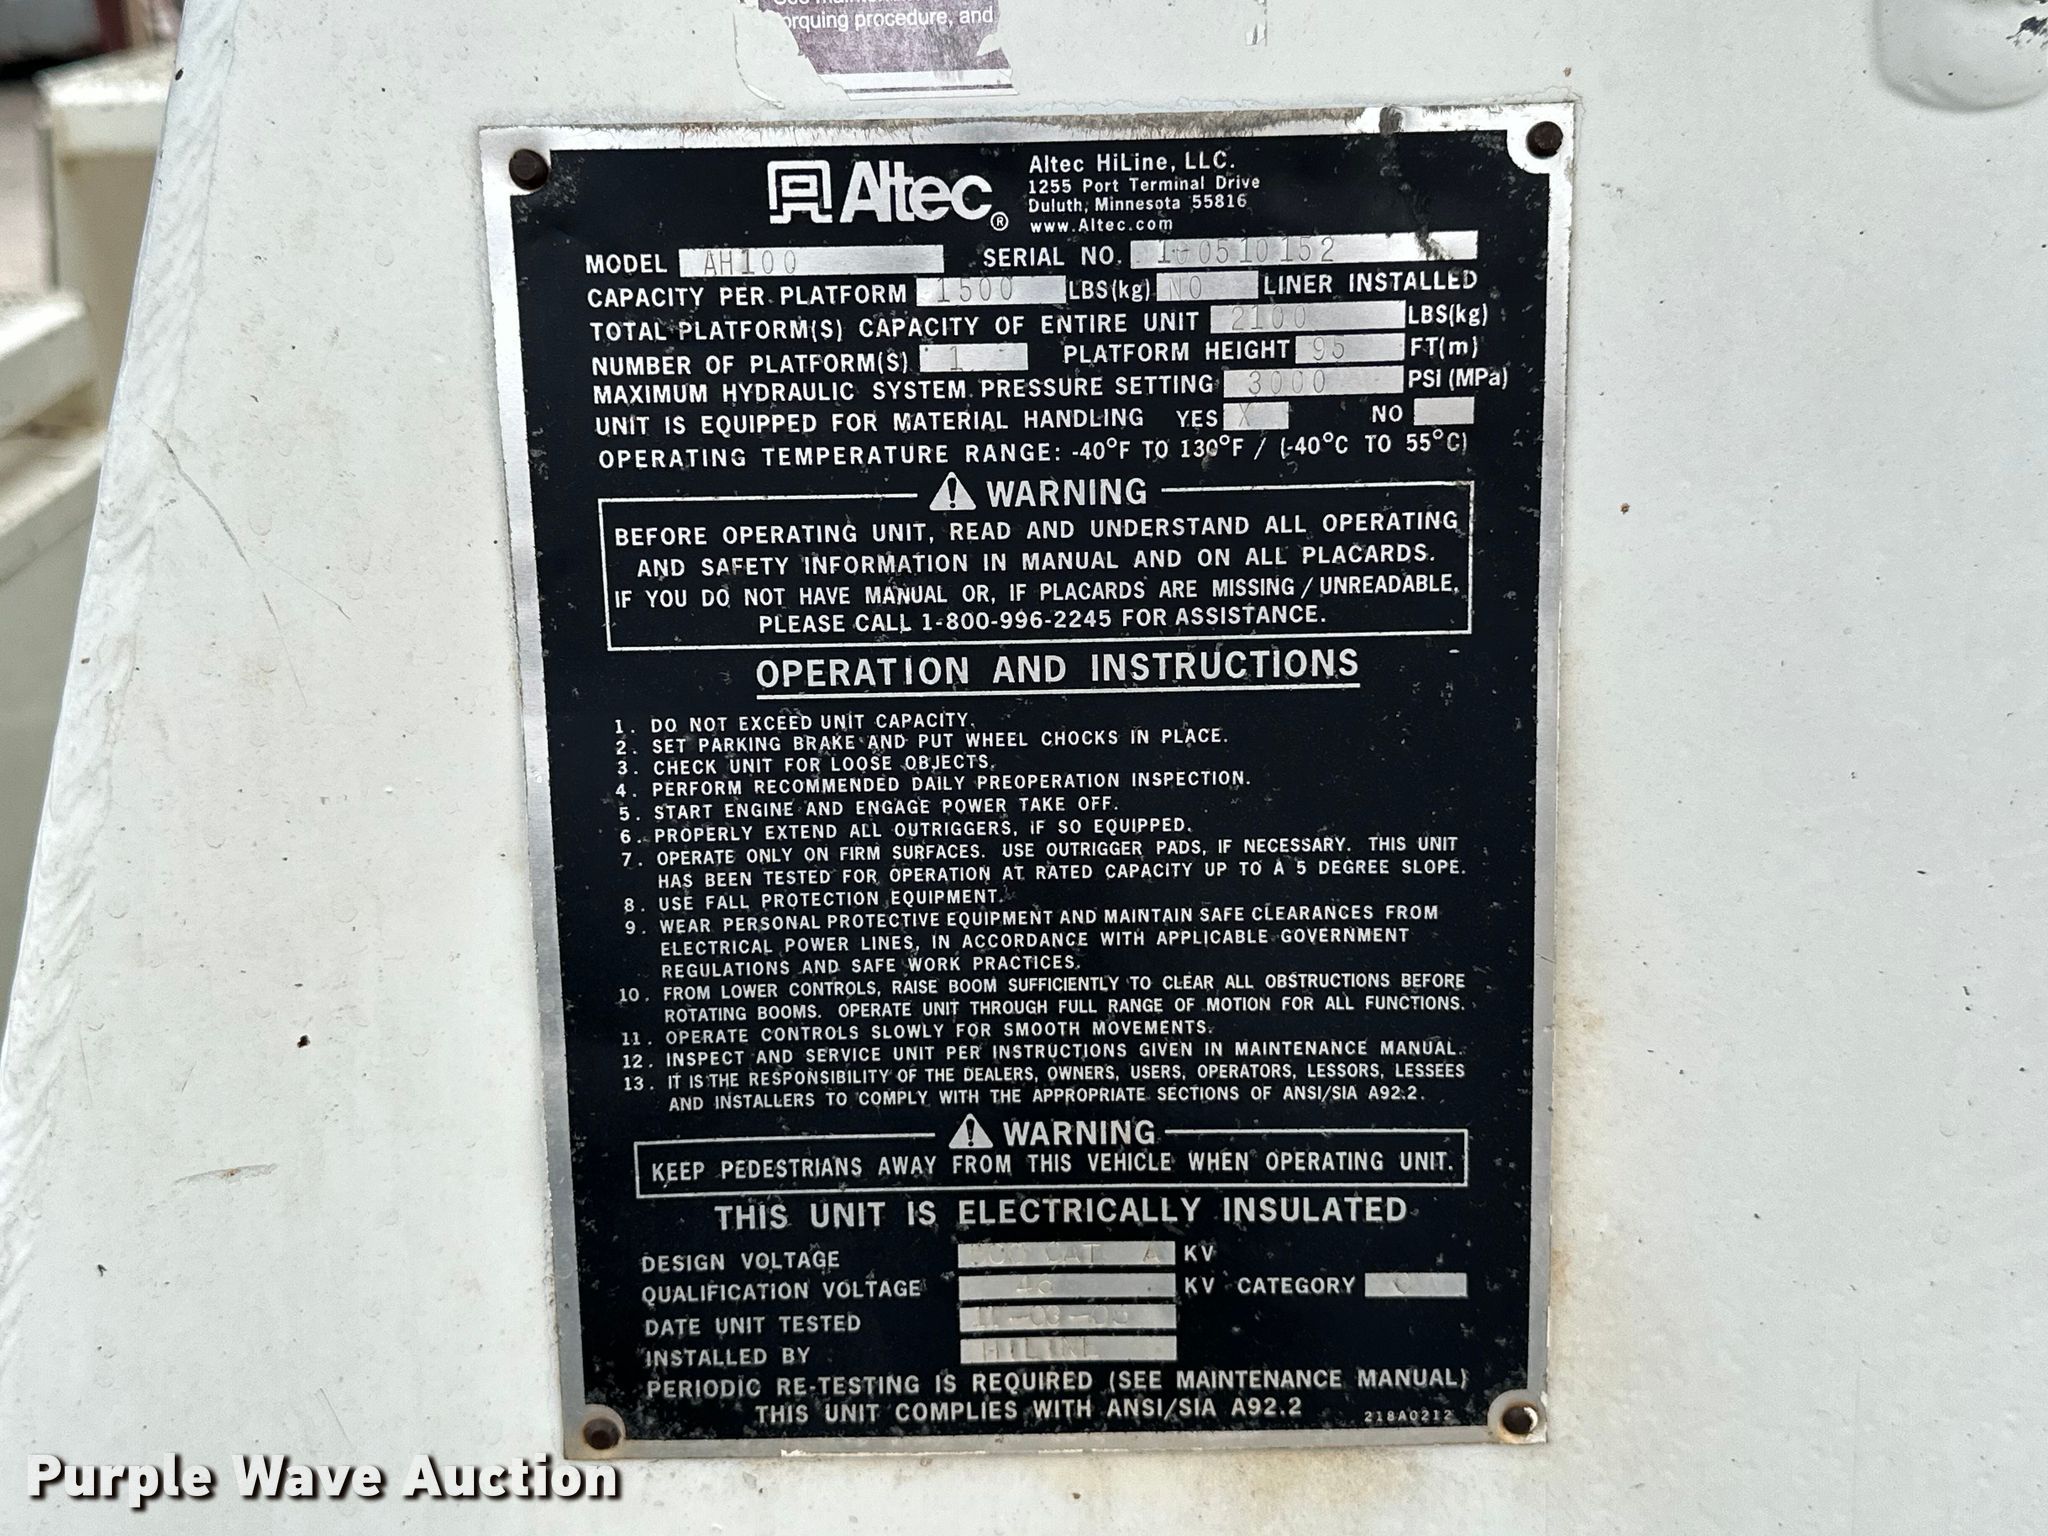 orquing procedure, and
Altec®
Altec HiLine, LLC.
1255 Port Terminal Drive
Duluth, Minnesota 55816
www.Altec.com
MODEL AH100 SERIAL NO. 100510152
CAPACITY PER PLATFORM 1500 LBS(kg) NO LINER INSTALLED
TOTAL PLATFORM(S) CAPACITY OF ENTIRE UNIT 2100 LBS(kg)
NUMBER OF PLATFORM(S) 1 PLATFORM HEIGHT 95 FT(m)
MAXIMUM HYDRAULIC SYSTEM PRESSURE SETTING 3000 PSI (MPa)
UNIT IS EQUIPPED FOR MATERIAL HANDLING YES X NO
OPERATING TEMPERATURE RANGE: -40°F TO 130°F / (-40°C TO 55°C)
WARNING
BEFORE OPERATING UNIT, READ AND UNDERSTAND ALL OPERATING
AND SAFETY INFORMATION IN MANUAL AND ON ALL PLACARDS.
IF YOU DO NOT HAVE MANUAL OR, IF PLACARDS ARE MISSING / UNREADABLE,
PLEASE CALL 1-800-996-2245 FOR ASSISTANCE.
OPERATION AND INSTRUCTIONS
1. DO NOT EXCEED UNIT CAPACITY.
2. SET PARKING BRAKE AND PUT WHEEL CHOCKS IN PLACE.
3. CHECK UNIT FOR LOOSE OBJECTS.
4. PERFORM RECOMMENDED DAILY PREOPERATION INSPECTION.
5. START ENGINE AND ENGAGE POWER TAKE OFF.
6. PROPERLY EXTEND ALL OUTRIGGERS, IF SO EQUIPPED.
7. OPERATE ONLY ON FIRM SURFACES. USE OUTRIGGER PADS, IF NECESSARY. THIS UNIT
HAS BEEN TESTED FOR OPERATION AT RATED CAPACITY UP TO A 5 DEGREE SLOPE.
8. USE FALL PROTECTION EQUIPMENT.
9. WEAR PERSONAL PROTECTIVE EQUIPMENT AND MAINTAIN SAFE CLEARANCES FROM
ELECTRICAL POWER LINES, IN ACCORDANCE WITH APPLICABLE GOVERNMENT
REGULATIONS AND SAFE WORK PRACTICES.
10. FROM LOWER CONTROLS, RAISE BOOM SUFFICIENTLY TO CLEAR ALL OBSTRUCTIONS BEFORE
ROTATING BOOMS. OPERATE UNIT THROUGH FULL RANGE OF MOTION FOR ALL FUNCTIONS.
11. OPERATE CONTROLS SLOWLY FOR SMOOTH MOVEMENTS.
12. INSPECT AND SERVICE UNIT PER INSTRUCTIONS GIVEN IN MAINTENANCE MANUAL.
13. IT IS THE RESPONSIBILITY OF THE DEALERS, OWNERS, USERS, OPERATORS, LESSORS, LESSEES
AND INSTALLERS TO COMPLY WITH THE APPROPRIATE SECTIONS OF ANSI/SIA A92.2.
WARNING
KEEP PEDESTRIANS AWAY FROM THIS VEHICLE WHEN OPERATING UNIT.
THIS UNIT IS ELECTRICALLY INSULATED
DESIGN VOLTAGE CAT A KV
QUALIFICATION VOLTAGE 46 KV CATEGORY C
DATE UNIT TESTED
INSTALLED BY HILINE
PERIODIC RE-TESTING IS REQUIRED (SEE MAINTENANCE MANUAL)
THIS UNIT COMPLIES WITH ANSI/SIA A92.2 218A0212
Purple Wave Auction